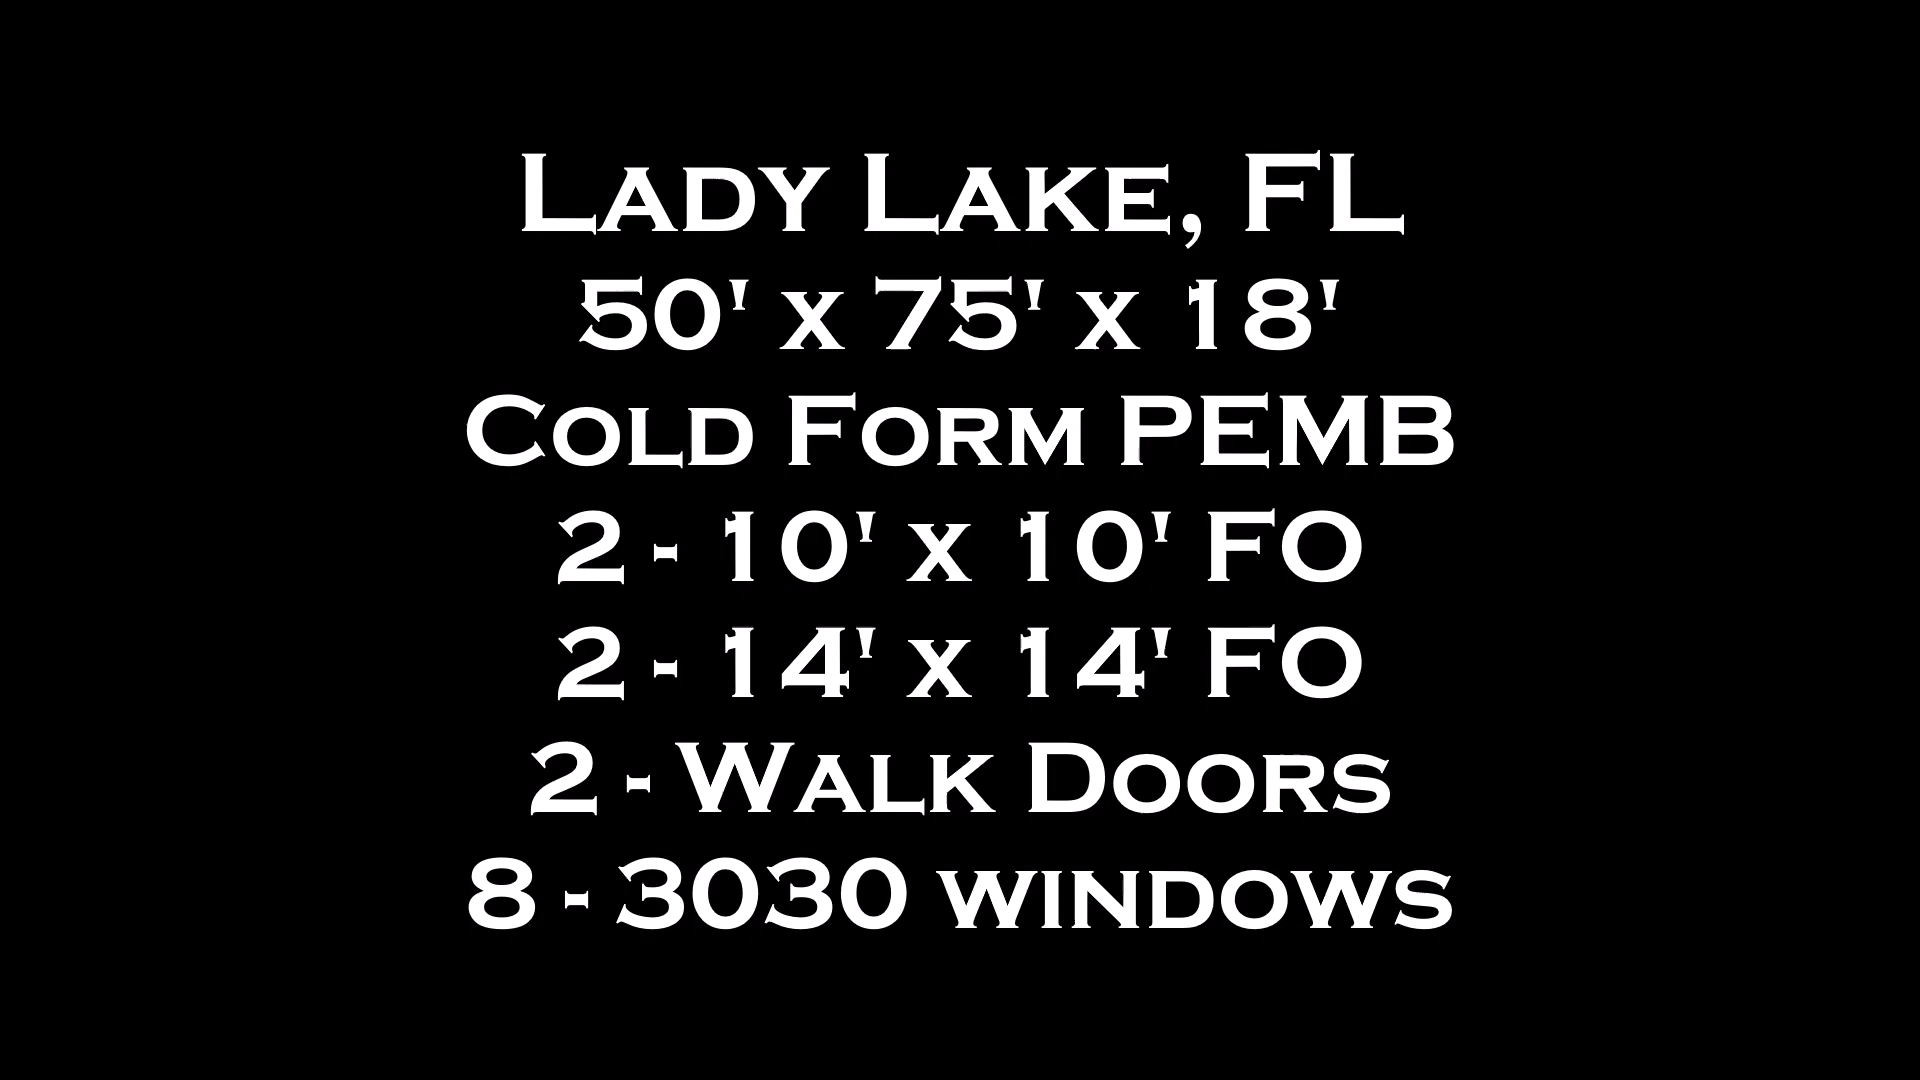 Lady Lake, FL
50' x 75' x 18'
Cold Form PEMB
2 - 10' x 10' FO
2 - 14' x 14' FO
2 - Walk Doors
8 - 3030 windows